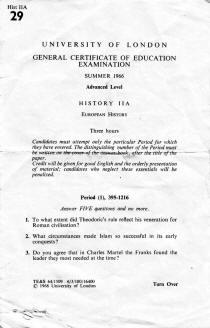 Hist IIA
29
UNIVERSITY OF LONDON
GENERAL CERTIFICATE OF EDUCATION
EXAMINATION
SUMMER 1966
Advanced Level
HISTORY IIA
EUROPEAN HISTORY
Three hours
Candidates must attempt only the particular Period for which
they have entered. The distinguishing number of the Period must
be written on the cover of the answer-book, after the title of the
paper.
Credit will be given for good English and the orderly presentation
of material; candidates who neglect these essentials will be
penalized.
Period (1), 395-1216
Answer FIVE questions and no more.
1. To what extent did Theodoric's rule reflect his veneration for
Roman civilisation?
2. What circumstances made Islam so successful in its early
conquests?
3. Do you agree that in Charles Martel the Franks found the
leader they most needed at the time?
© 1966 University of London
Turn Over